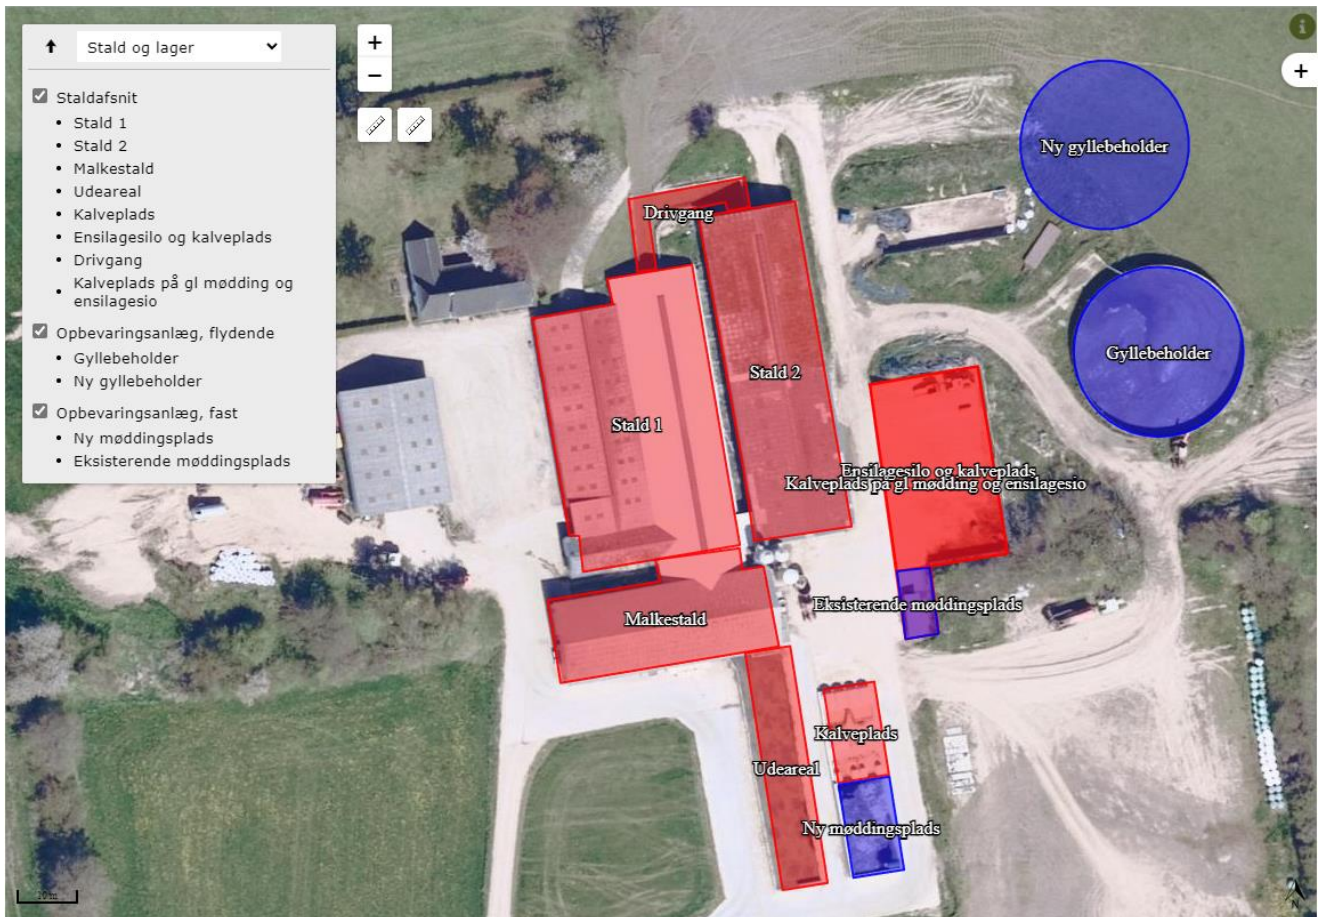 Stald og lager
Staldafsnit
Stald 1
Stald 2
Malkestald
Udeareal
Kalveplads
Ensilagesilo og kalveplads
Drivgang
Kalveplads på gl mødding og
ensilagesio
Opbevaringsanlæg, flydende
Gyllebeholder
Ny gyllebeholder
Opbevaringsanlæg, fast
Ny møddingsplads
Eksisterende møddingsplads
+
−
i
+
Ny gyllebeholder
Drivgang
Gyllebeholder
Stald 2
Stald 1
Ensilagesilo og kalveplads
Kalveplads på gl mødding og ensilagesio
Eksisterende møddingsplads
Malkestald
Kalveplads
Udeareal
Ny møddingsplads
10 m
N